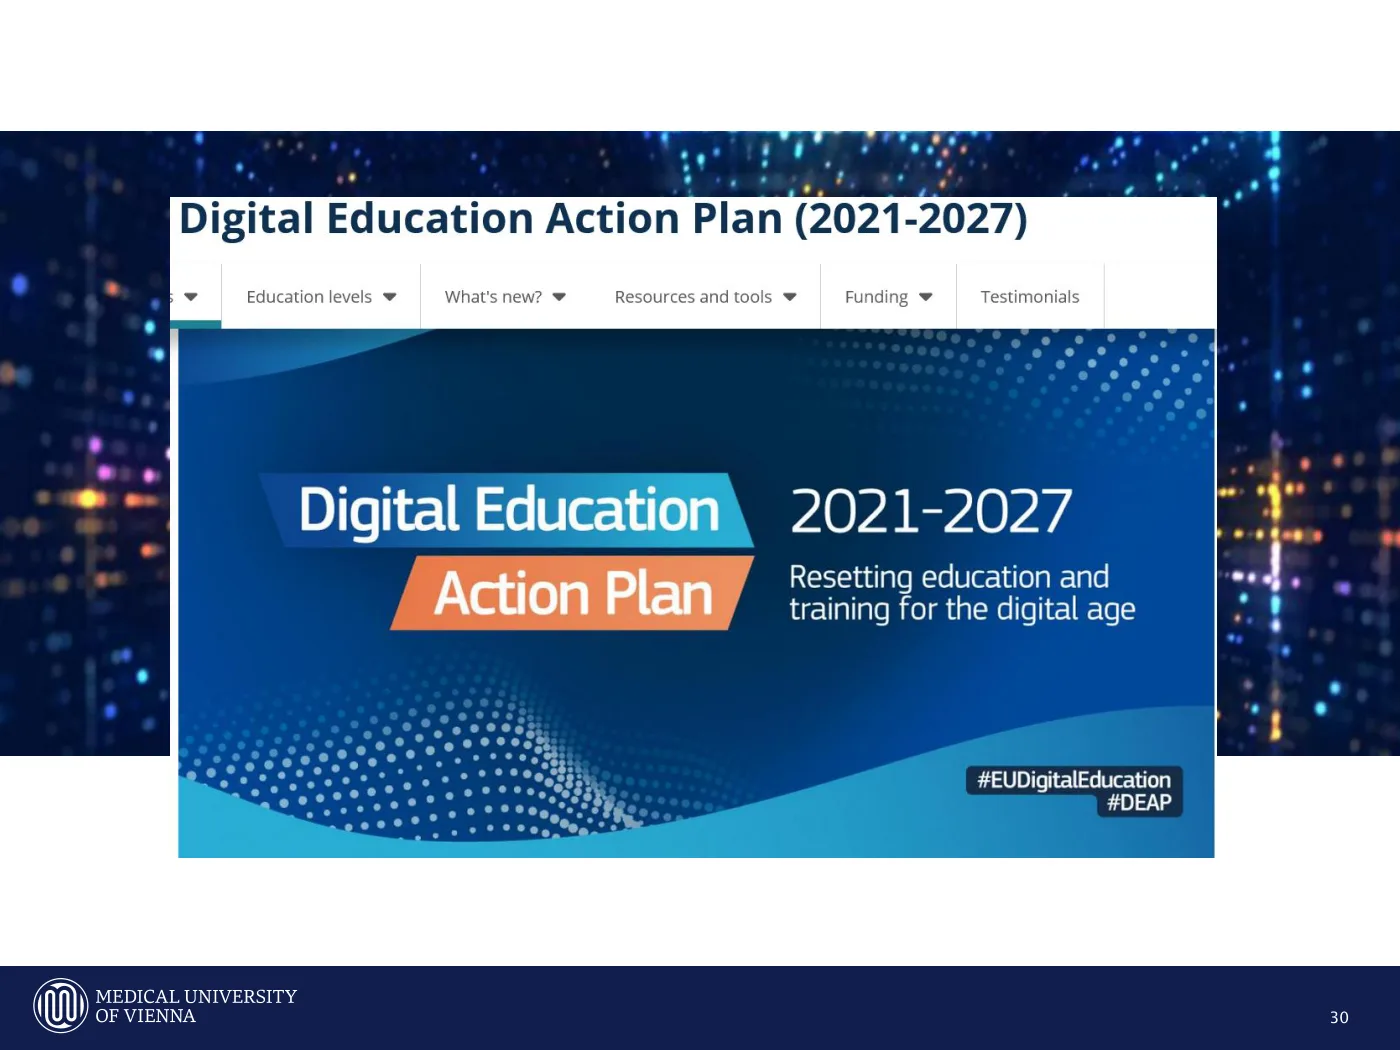 Digital Education Action Plan (2021-2027)
s Education levels What's new? Resources and tools Funding Testimonials
Digital Education
Action Plan
2021-2027
Resetting education and
training for the digital age
#EUDigitalEducation
#DEAP
MEDICAL UNIVERSITY
OF VIENNA
30